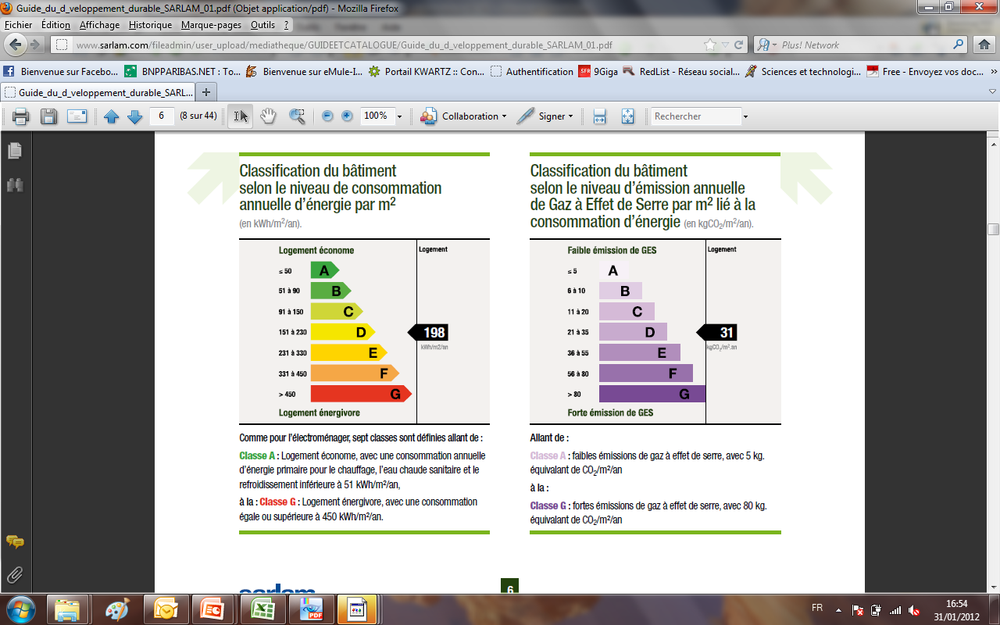 Guide_du_d_veloppement_durable_SARLAM_01.pdf (Objet application/pdf) - Mozilla Firefox
Fichier Édition Affichage Historique Marque-pages Outils ?
www.sarlam.com/fileadmin/user_upload/mediatheque/GUIDEETCATALOGUE/Guide_du_d_veloppement_durable_SARLAM_01.pdf
Plus! Network
Bienvenue sur Facebo... BNPPARIBAS.NET : To... Bienvenue sur eMule-I... Portail KWARTZ :: Con... Authentification SFR 9Giga RedList - Réseau social... Sciences et technologi... Free - Envoyez vos doc... »
Guide_du_d_veloppement_durable_SARL... +
6 (8 sur 44) 100% Collaboration Signer Rechercher
Classification du bâtiment
selon le niveau de consommation
annuelle d'énergie par m²
(en kWh/m²/an).
Logement économe Logement
≤ 50 A
51 à 90 B
91 à 150 C
151 à 230 D 198
kWh/m2/an
231 à 330 E
331 à 450 F
> 450 G
Logement énergivore
Comme pour l'électroménager, sept classes sont définies allant de :
Classe A : Logement économe, avec une consommation annuelle
d'énergie primaire pour le chauffage, l'eau chaude sanitaire et le
refroidissement inférieure à 51 kWh/m²/an,
à la : Classe G : Logement énergivore, avec une consommation
égale ou supérieure à 450 kWh/m²/an.
Classification du bâtiment
selon le niveau d'émission annuelle
de Gaz à Effet de Serre par m² lié à la
consommation d'énergie (en kgCO₂/m²/an).
Faible émission de GES Logement
≤ 5 A
6 à 10 B
11 à 20 C
21 à 35 D 31
kgCO₂/m².an
36 à 55 E
56 à 80 F
> 80 G
Forte émission de GES
Allant de :
Classe A : faibles émissions de gaz à effet de serre, avec 5 kg.
équivalant de CO₂/m²/an
à la :
Classe G : fortes émissions de gaz à effet de serre, avec 80 kg.
équivalant de CO₂/m²/an
sarlam 6
PDF
FR 16:54
31/01/2012